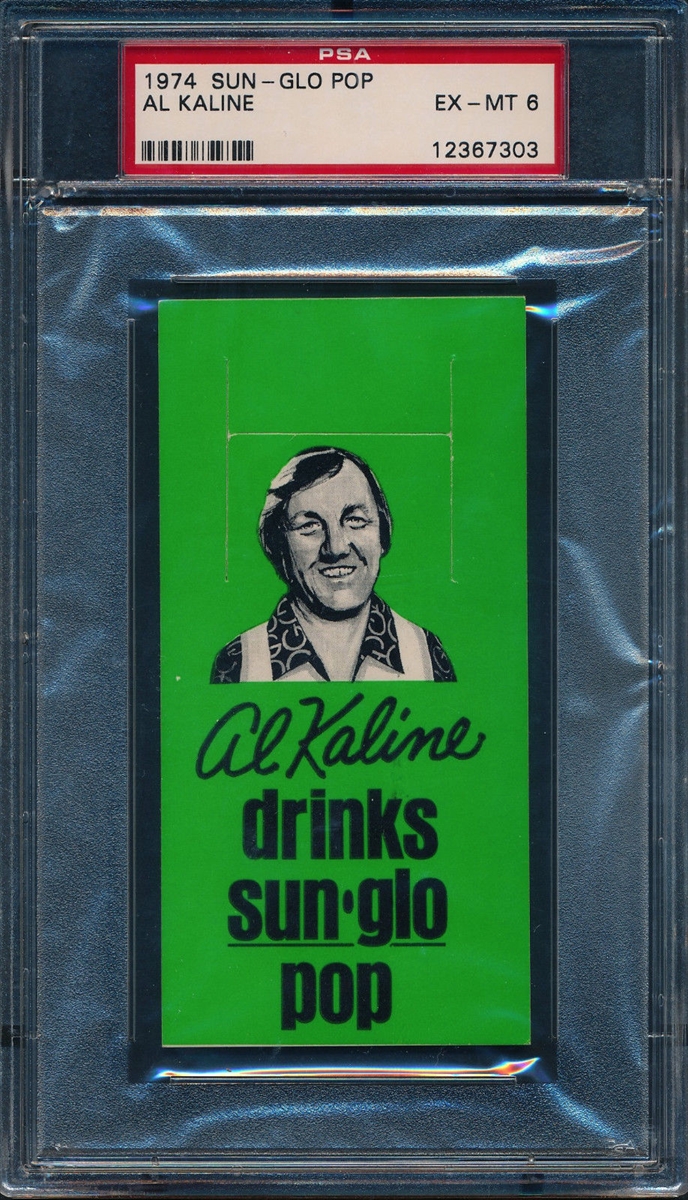 PSA
1974 SUN-GLO POP
AL KALINE EX-MT 6
12367303
Al Kaline
drinks
sun·glo
pop